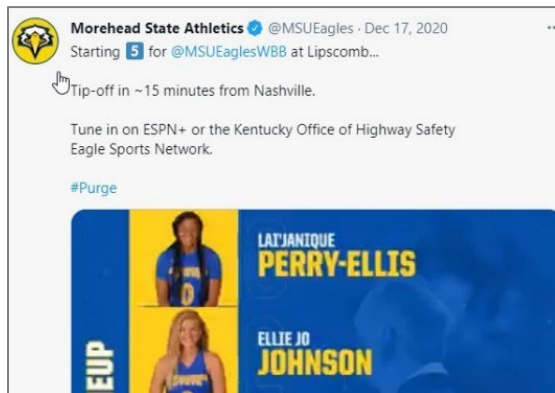 Morehead State Athletics @MSUEagles · Dec 17, 2020
Starting 5 for @MSUEaglesWBB at Lipscomb...
Tip-off in ~15 minutes from Nashville.
Tune in on ESPN+ or the Kentucky Office of Highway Safety
Eagle Sports Network.
#Purge
LAI'JANIQUE
PERRY-ELLIS
0
ELLIE JO
JOHNSON